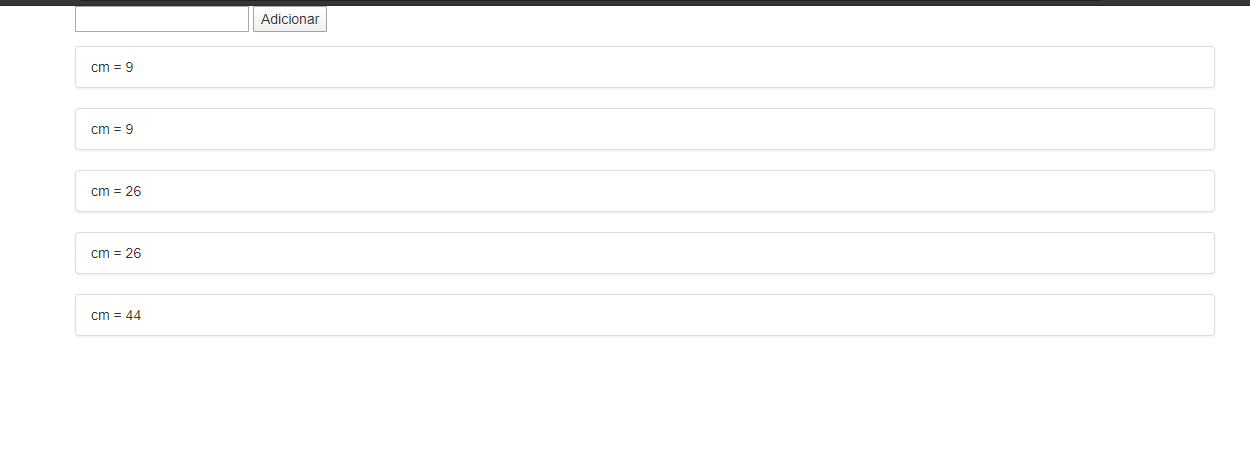 Adicionar
cm = 9
cm = 9
cm = 26
cm = 26
cm = 44